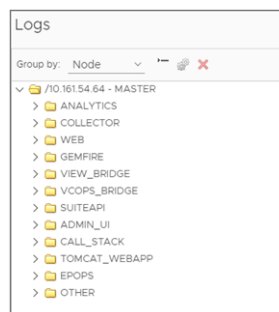 Logs
Group by: Node
/10.161.54.64 - MASTER
ANALYTICS
COLLECTOR
WEB
GEMFIRE
VIEW_BRIDGE
VCOPS_BRIDGE
SUITEAPI
ADMIN_UI
CALL_STACK
TOMCAT_WEBAPP
EPOPS
OTHER